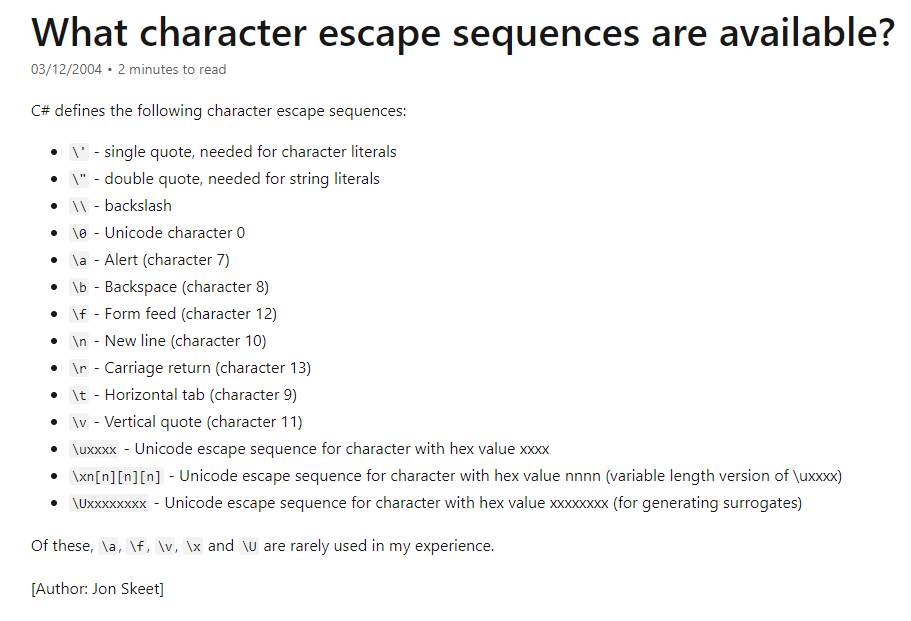 What character escape sequences are available?
03/12/2004 • 2 minutes to read
C# defines the following character escape sequences:
• \' - single quote, needed for character literals
• \" - double quote, needed for string literals
• \\ - backslash
• \0 - Unicode character 0
• \a - Alert (character 7)
• \b - Backspace (character 8)
• \f - Form feed (character 12)
• \n - New line (character 10)
• \r - Carriage return (character 13)
• \t - Horizontal tab (character 9)
• \v - Vertical quote (character 11)
• \uxxxx - Unicode escape sequence for character with hex value xxxx
• \xn[n][n][n] - Unicode escape sequence for character with hex value nnnn (variable length version of \uxxxx)
• \Uxxxxxxxx - Unicode escape sequence for character with hex value xxxxxxxx (for generating surrogates)
Of these, \a, \f, \v, \x and \U are rarely used in my experience.
[Author: Jon Skeet]